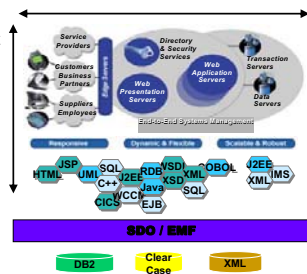 Service
Providers
Customers
Business
Partners
Suppliers
Employees
Edge Servers
Directory
& Security
Services
Web
Presentation
Servers
Web
Application
Servers
Transaction
Servers
Data
Servers
End-to-End Systems Management
Responsive
Dynamic & Flexible
Scalable & Robust
HTML
JSP
UML
SQL
C++
CICS
J2EE
WCCM
RDB
Java
EJB
VSD
XSD
XML
SQL
COBOL
J2EE
XML
IMS
SDO / EMF
DB2
Clear
Case
XML